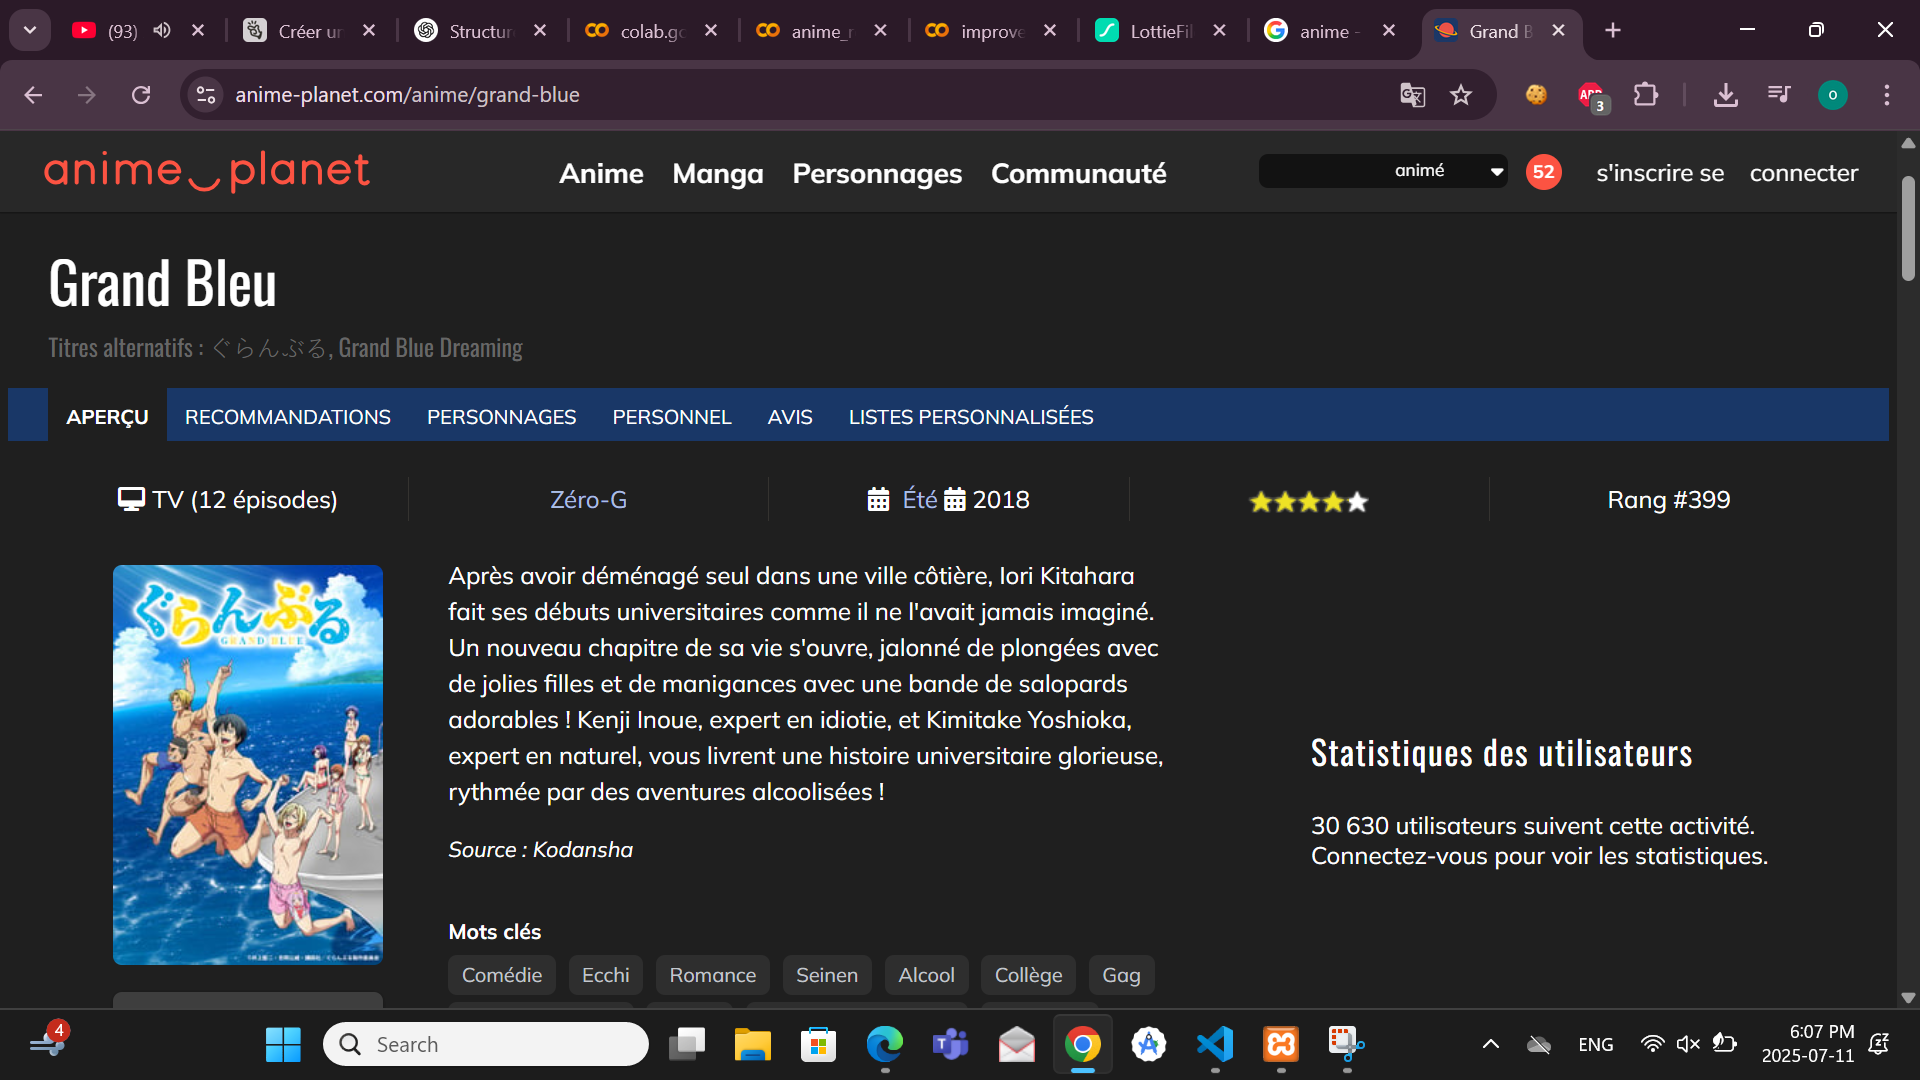 (93)
Créer un
Structur
colab.go
anime_r
improve
LottieFil
anime -
Grand B
anime-planet.com/anime/grand-blue
3
o
anime planet
Anime
Manga
Personnages
Communauté
animé
52
s'inscrire se
connecter
Grand Bleu
Titres alternatifs : ぐらんぶる, Grand Blue Dreaming
APERÇU
RECOMMANDATIONS
PERSONNAGES
PERSONNEL
AVIS
LISTES PERSONNALISÉES
TV (12 épisodes)
Zéro-G
Été 2018
Rang #399
ぐらんぶる
GRAND BLUE
Après avoir déménagé seul dans une ville côtière, Iori Kitahara
fait ses débuts universitaires comme il ne l'avait jamais imaginé.
Un nouveau chapitre de sa vie s'ouvre, jalonné de plongées avec
de jolies filles et de manigances avec une bande de salopards
adorables ! Kenji Inoue, expert en idiotie, et Kimitake Yoshioka,
expert en naturel, vous livrent une histoire universitaire glorieuse,
rythmée par des aventures alcoolisées !
Source : Kodansha
Statistiques des utilisateurs
30 630 utilisateurs suivent cette activité.
Connectez-vous pour voir les statistiques.
Mots clés
Comédie
Ecchi
Romance
Seinen
Alcool
Collège
Gag
4
Search
ENG
6:07 PM
2025-07-11